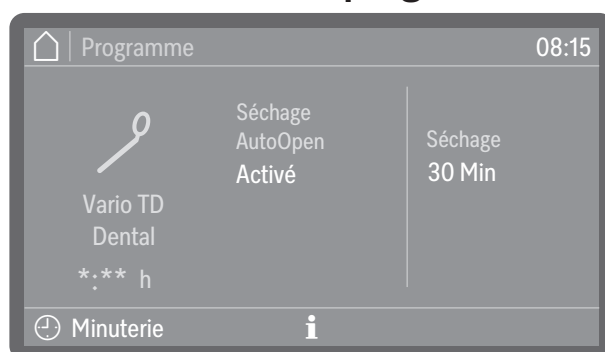 Programme
08:15
Vario TD
Dental
*:** h
Séchage
AutoOpen
Activé
Séchage
30 Min
Minuterie
i